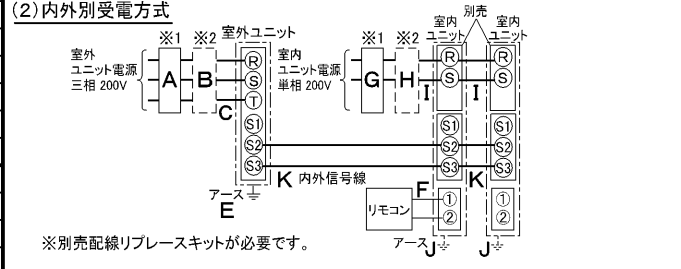 (2)内外別受電方式
※1 ※2 室外ユニット
室外
ユニット電源
三相 200V
A B C
R
S
T
S1
S2
S3
アース
E
※1 ※2
室内
ユニット電源
単相 200V
G H I I
別売
室内
ユニット
室内
ユニット
R
S
S1
S2
S3
①
②
R
S
S1
S2
S3
①
②
K 内外信号線
K
F
リモコン
アース J
J
※別売配線リプレースキットが必要です。